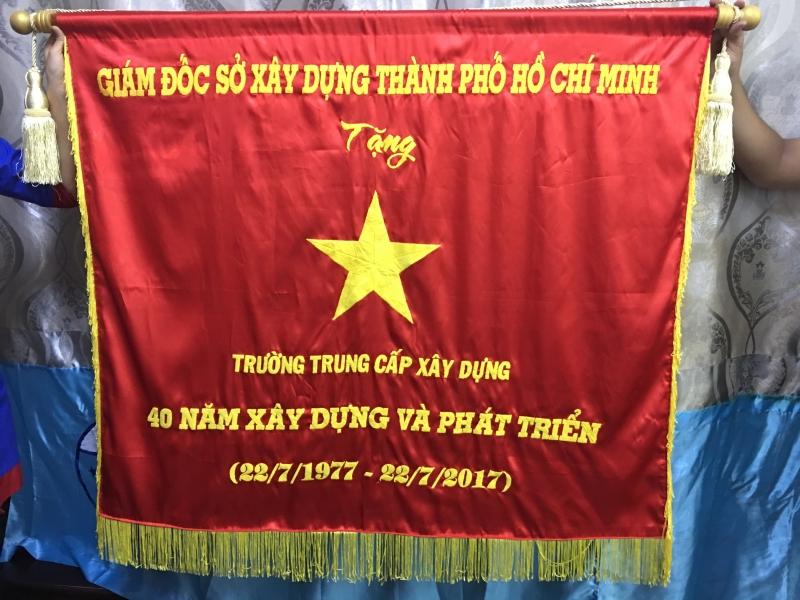 GIÁM ĐỐC SỞ XÂY DỰNG THÀNH PHỐ HỒ CHÍ MINH
Tặng
TRƯỜNG TRUNG CẤP XÂY DỰNG
40 NĂM XÂY DỰNG VÀ PHÁT TRIỂN
(22/7/1977 - 22/7/2017)